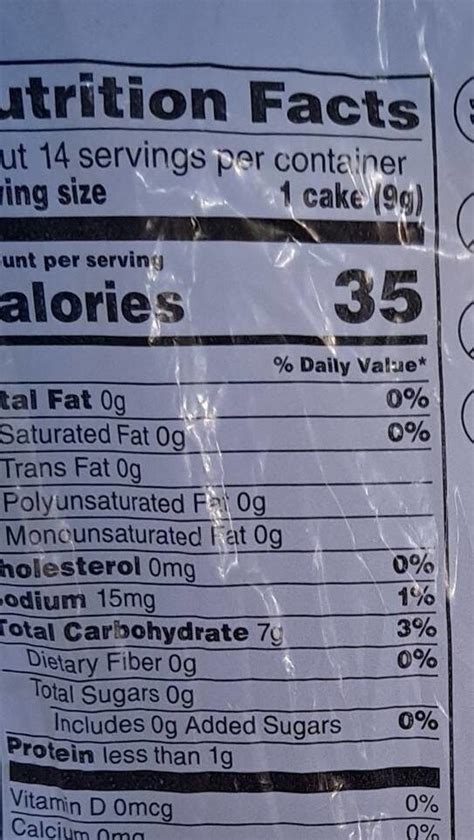 utrition Facts
ut 14 servings per container
ving size 1 cake (9g)
unt per serving
alories 35
% Daily Value*
tal Fat 0g 0%
Saturated Fat 0g 0%
Trans Fat 0g
Polyunsaturated Fat 0g
Monounsaturated Fat 0g
holesterol 0mg 0%
odium 15mg 1%
Total Carbohydrate 7g 3%
Dietary Fiber 0g 0%
Total Sugars 0g
Includes 0g Added Sugars 0%
Protein less than 1g
Vitamin D 0mcg 0%
Calcium 0mg 0%